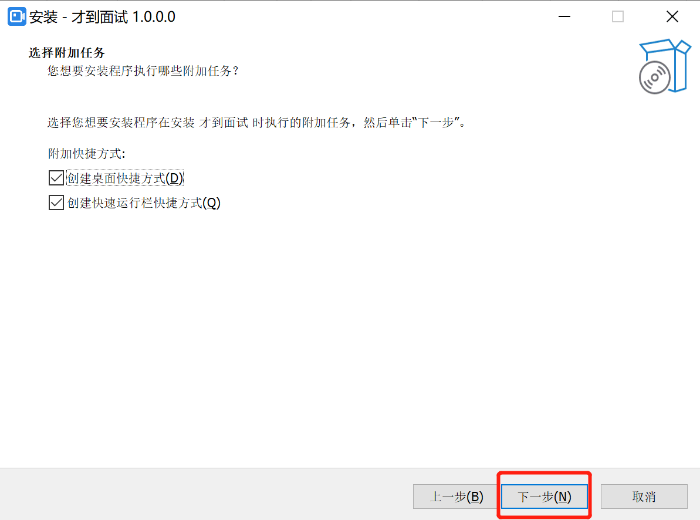 安装 - 才到面试 1.0.0.0
选择附加任务
您想要安装程序执行哪些附加任务？
选择您想要安装程序在安装 才到面试 时执行的附加任务，然后单击“下一步”。
附加快捷方式:
创建桌面快捷方式(D)
创建快速运行栏快捷方式(Q)
上一步(B) 下一步(N) 取消